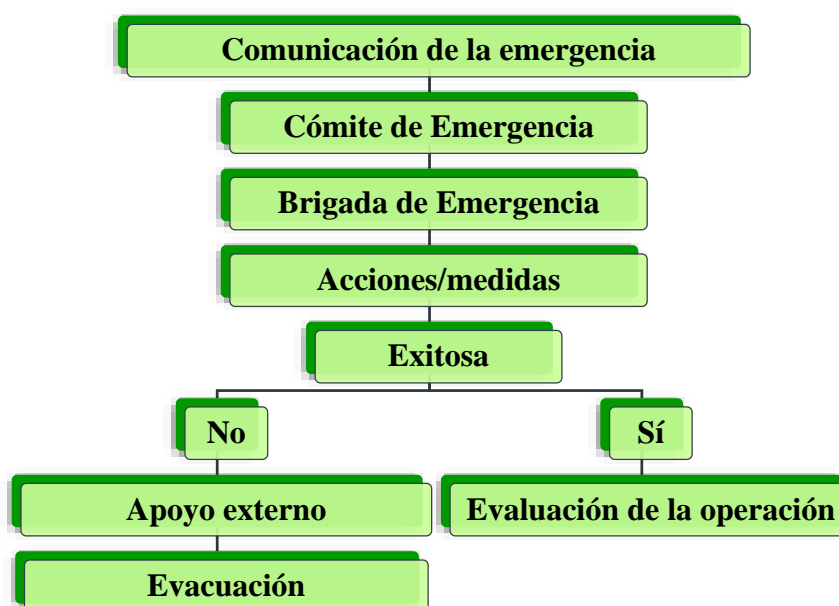 Comunicación de la emergencia
Cómite de Emergencia
Brigada de Emergencia
Acciones/medidas
Exitosa
No
Sí
Apoyo externo
Evaluación de la operación
Evacuación